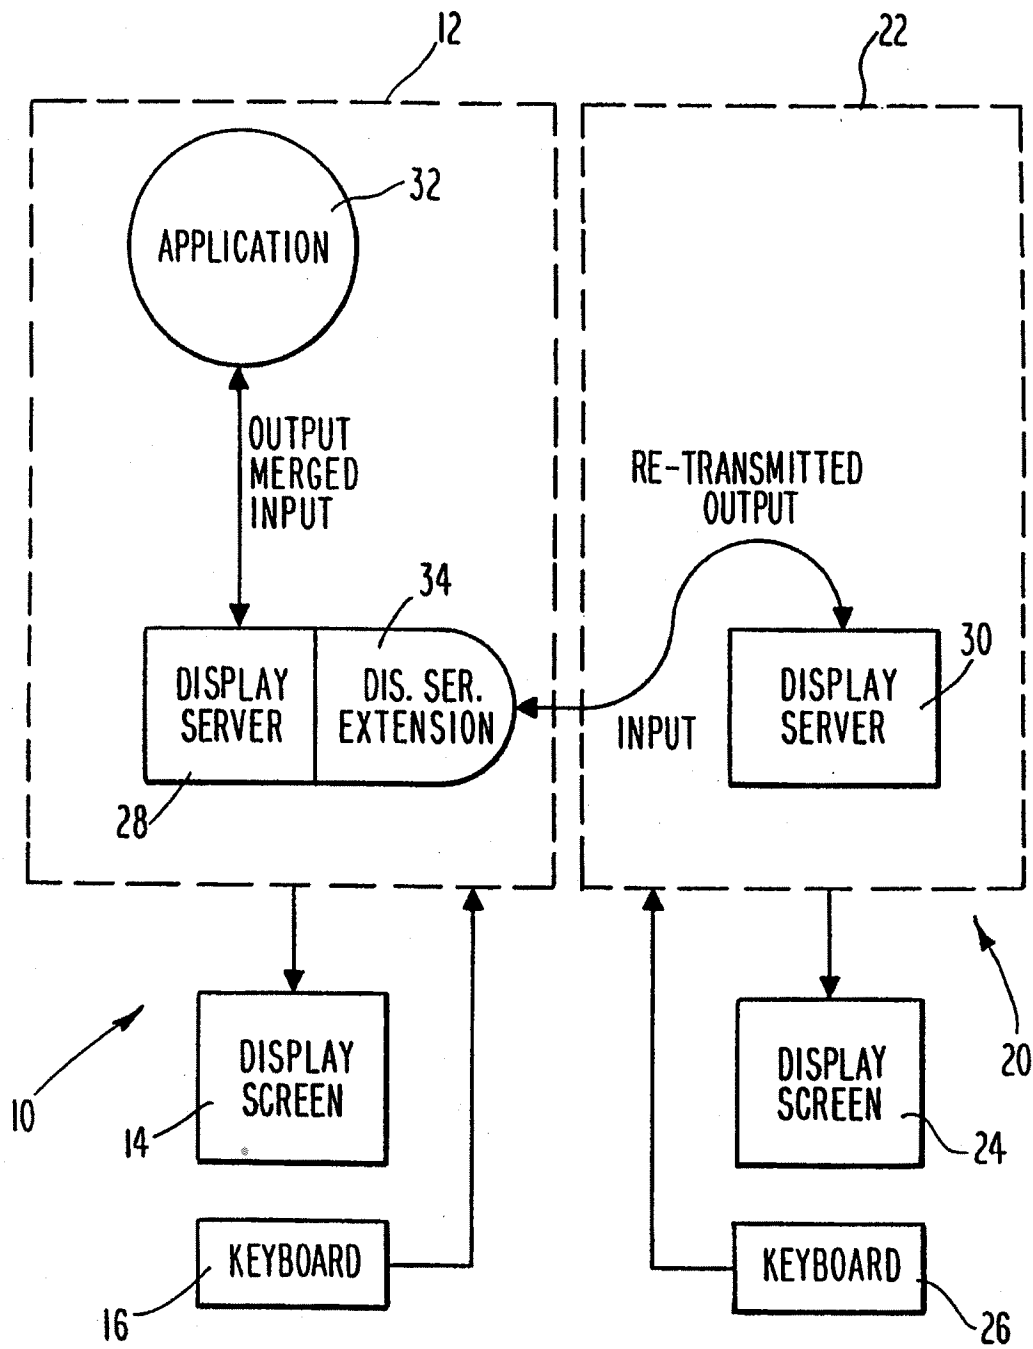 12
22
32
APPLICATION
OUTPUT
MERGED
INPUT
RE-TRANSMITTED
OUTPUT
34
30
DISPLAY
SERVER
DIS. SER.
EXTENSION
INPUT
DISPLAY
SERVER
28
10
DISPLAY
SCREEN
14
20
DISPLAY
SCREEN
24
KEYBOARD
16
KEYBOARD
26